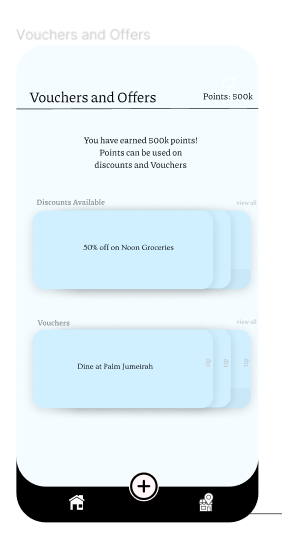 Vouchers and Offers
Vouchers and Offers
Points: 500k
You have earned 500k points!
Points can be used on
discounts and Vouchers
Discounts Available
view all
50% off on Noon Groceries
Vouchers
view all
Dine at Palm Jumeirah